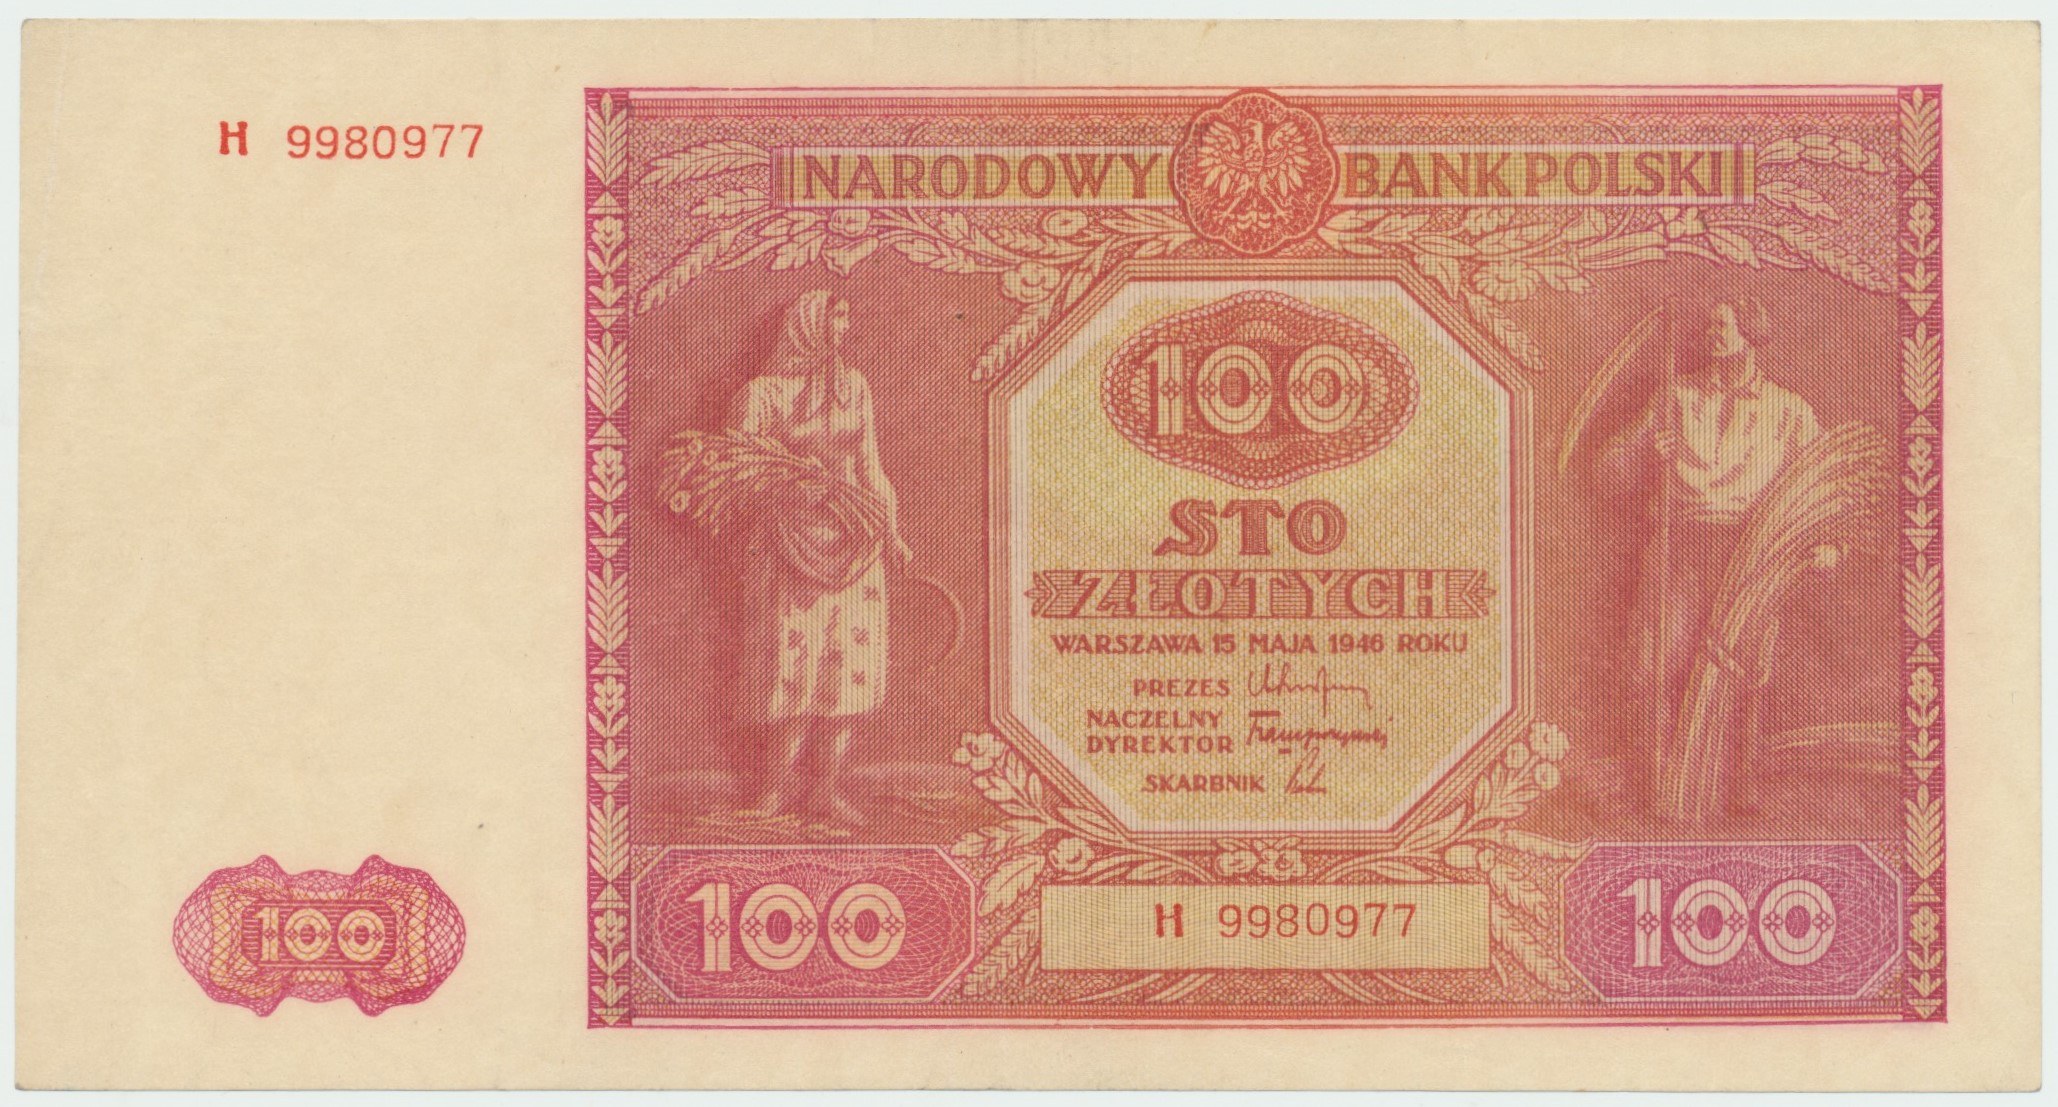 H 9980977
NARODOWY BANK POLSKI
100
STO
ZŁOTYCH
WARSZAWA 15 MAJA 1946 ROKU
PREZES
NACZELNY
DYREKTOR
SKARBNIK
100
100
H 9980977
100